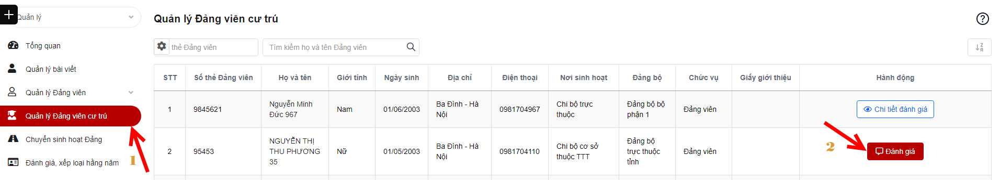 Quản lý
Tổng quan
Quản lý bài viết
Quản lý Đảng viên
Quản lý Đảng viên cư trú
Chuyển sinh hoạt Đảng
Đánh giá, xếp loại hằng năm
1
Quản lý Đảng viên cư trú
thẻ Đảng viên
Tìm kiếm họ và tên Đảng viên
STT Số thẻ Đảng viên Họ và tên Giới tính Ngày sinh Địa chỉ Điện thoại Nơi sinh hoạt Đảng bộ Chức vụ Giấy giới thiệu Hành động
1
9845621
Nguyễn Minh
Đức 967
Nam
01/06/2003
Ba Đình - Hà
Nội
0981704967
Chi bộ trực
thuộc
Đảng bộ bộ
phận 1
Đảng viên
Chi tiết đánh giá
2
95453
NGUYỄN THỊ
THU PHƯƠNG
35
Nữ
01/05/2003
Ba Đình - Hà
Nội
0981704110
Chi bộ cơ sở
thuộc TTT
Đảng bộ
trực thuộc
tỉnh
Đảng viên
2
Đánh giá